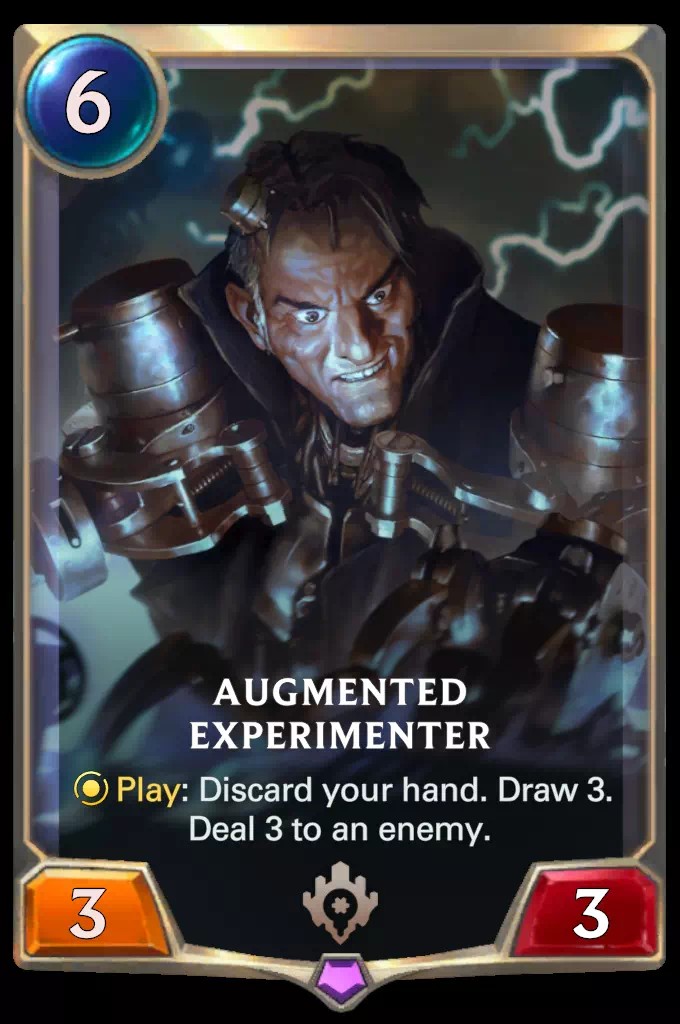 6
AUGMENTED
EXPERIMENTER
Play: Discard your hand. Draw 3.
Deal 3 to an enemy.
3
3